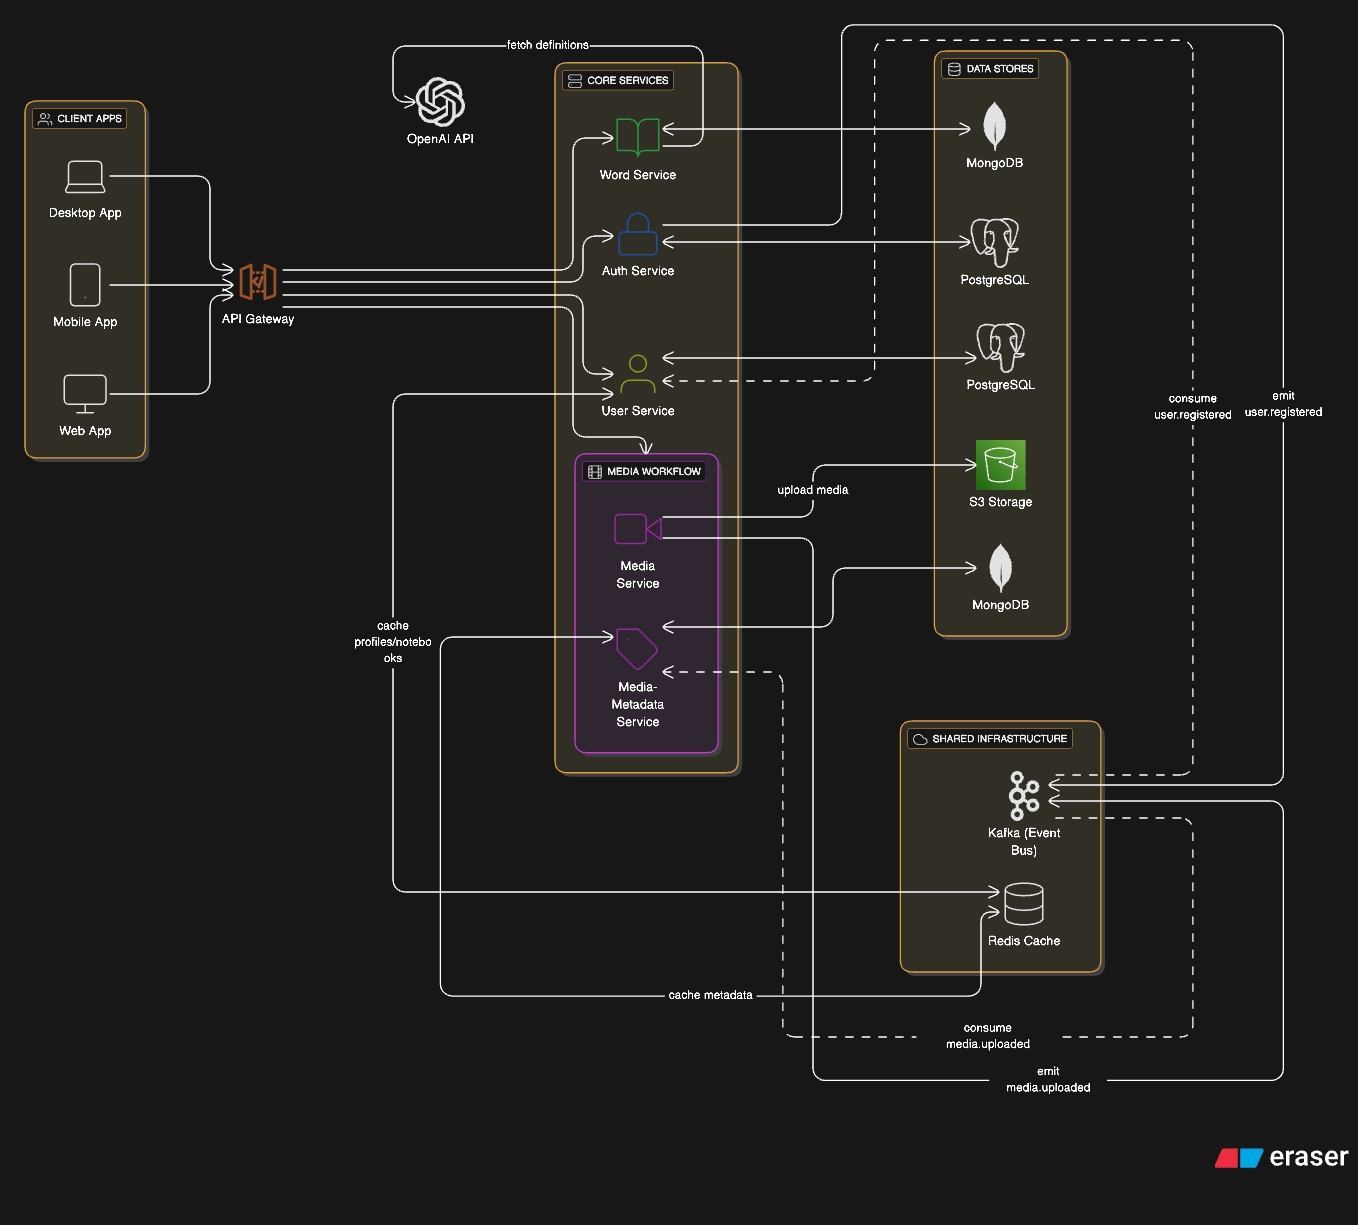 fetch definitions
OpenAI API
CLIENT APPS
Desktop App
Mobile App
Web App
API Gateway
CORE SERVICES
Word Service
Auth Service
User Service
MEDIA WORKFLOW
Media
Service
Media-
Metadata
Service
DATA STORES
MongoDB
PostgreSQL
PostgreSQL
S3 Storage
MongoDB
upload media
consume
user.registered
emit
user.registered
cache
profiles/notebo
oks
SHARED INFRASTRUCTURE
Kafka (Event
Bus)
Redis Cache
cache metadata
consume
media.uploaded
emit
media.uploaded
eraser